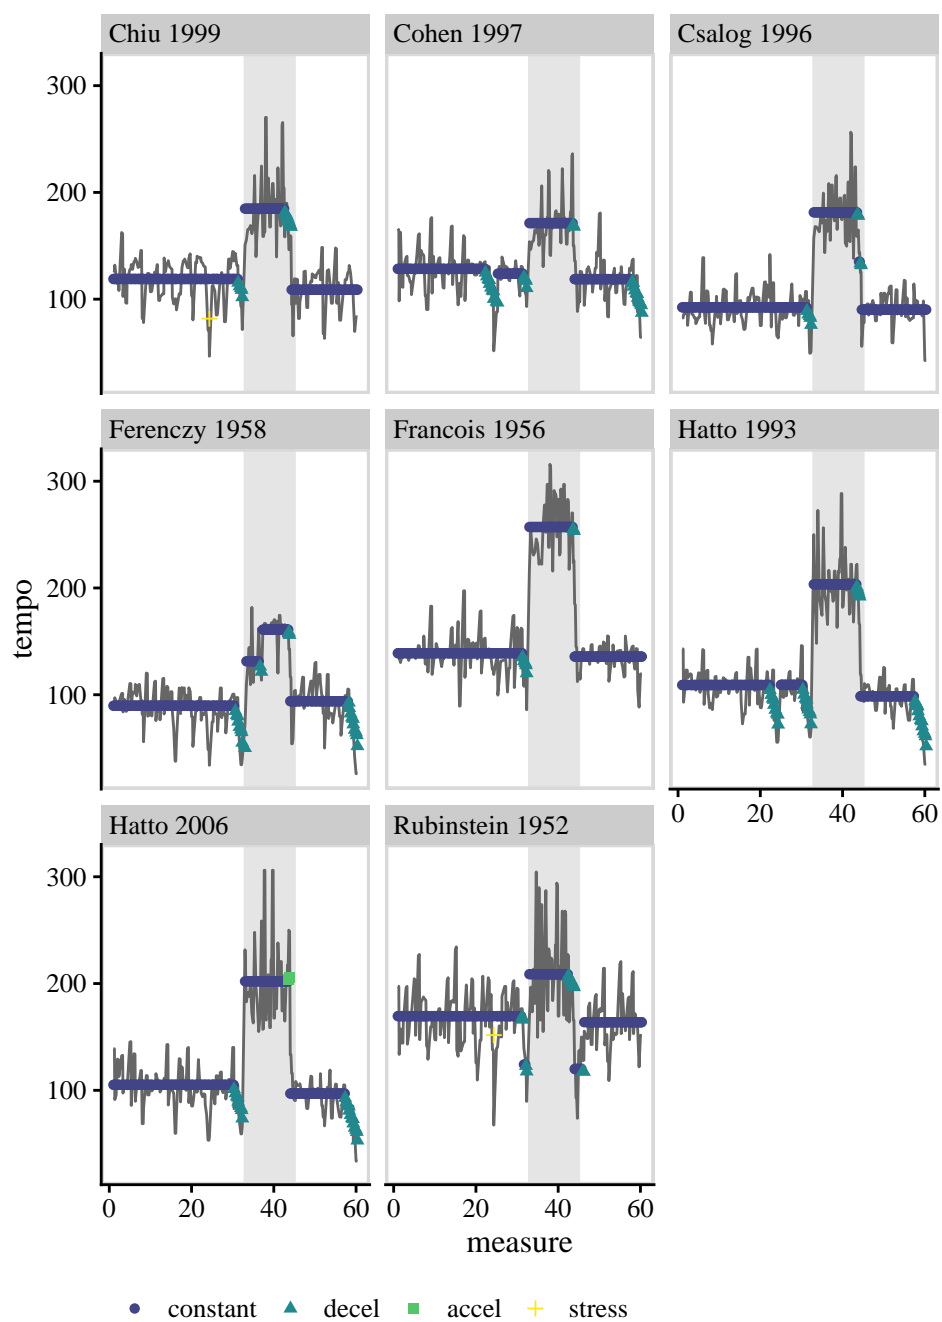 Chiu 1999 Cohen 1997 Csalog 1996
300
200
100
Ferenczy 1958 Francois 1956 Hatto 1993
300
200
100
tempo
0 20 40 60
Hatto 2006 Rubinstein 1952
300
200
100
0 20 40 60 0 20 40 60
measure
constant decel accel stress